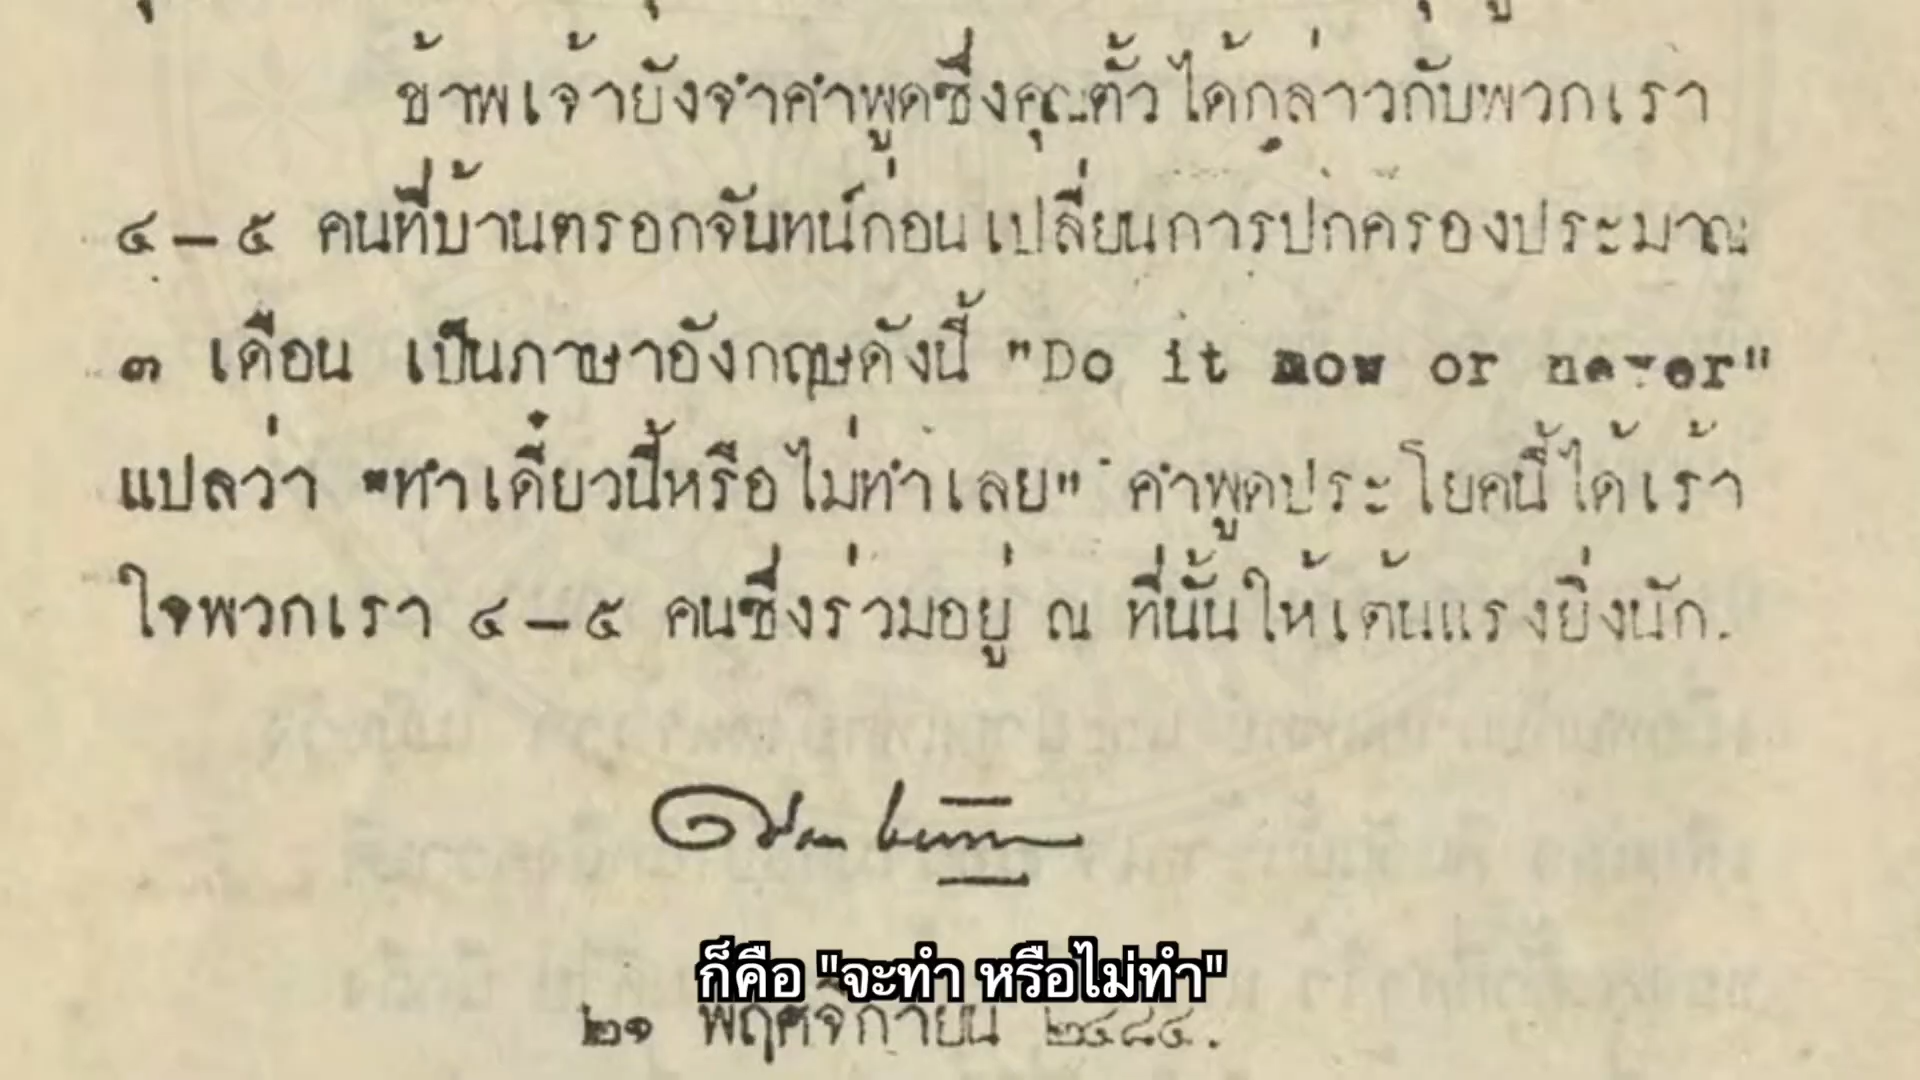 ข้าพเจ้ายังจำคำพูดซึ่งคุณตั้วได้กล่าวกับพวกเรา
๔–๕ คนที่บ้านตรอกจันทน์ก่อนเปลี่ยนการปกครองประมาณ
๓ เดือน เป็นภาษาอังกฤษดังนี้ "Do it now or never"
แปลว่า "ทำเดี๋ยวนี้หรือไม่ทำเลย" คำพูดประโยคนี้ได้เร้า
ใจพวกเรา ๔–๕ คนซึ่งร่วมอยู่ ณ ที่นั้นให้เต้นแรงยิ่งนัก.
ก็คือ "จะทำ หรือไม่ทำ"
๒๑ พฤศจิกายน ๒๔๘๔.